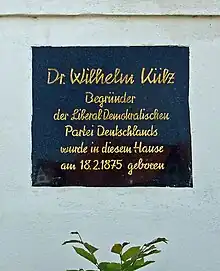 Dr. Wilhelm Külz
Begründer
der Liberal Demokratischen
Partei Deutschlands
wurde in diesem Hause
am 18.2.1875 geboren